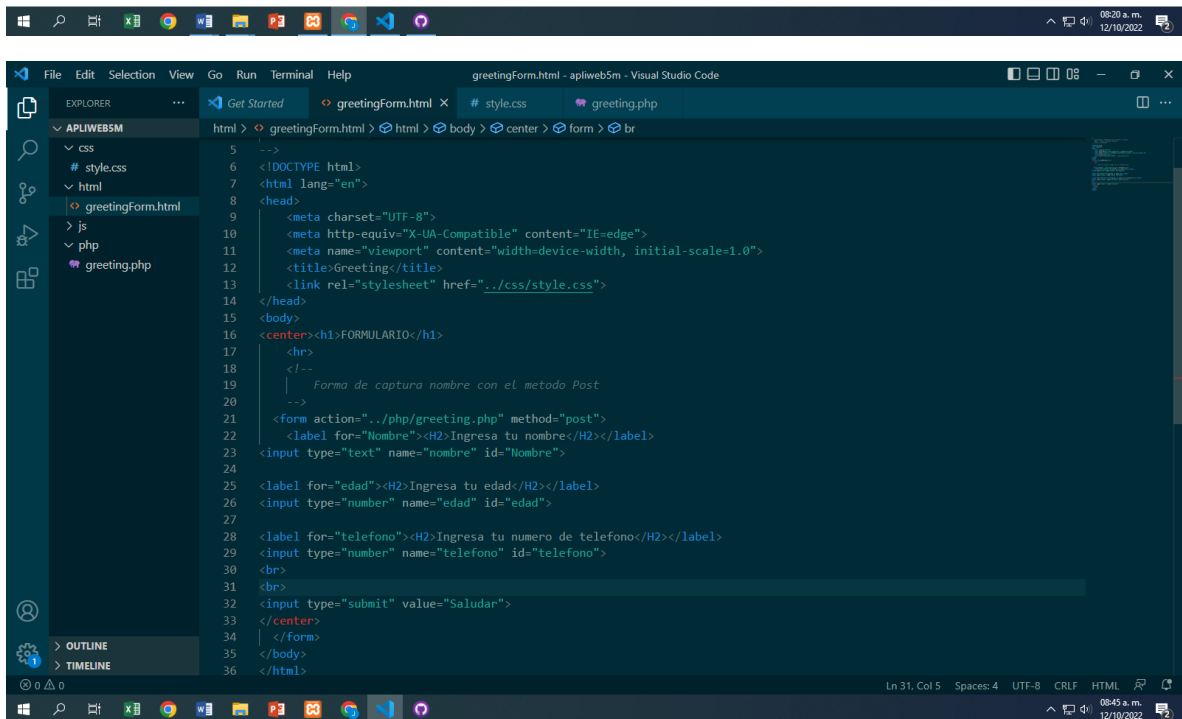 08:20 a. m.
12/10/2022
2
File Edit Selection View Go Run Terminal Help
greetingForm.html - apliweb5m - Visual Studio Code
EXPLORER
Get Started
<> greetingForm.html
# style.css
greeting.php
APLIWEB5M
html > <> greetingForm.html > html > body > center > form > br
css
# style.css
html
<> greetingForm.html
js
php
greeting.php
5 -->
6 <!DOCTYPE html>
7 <html lang="en">
8 <head>
9 <meta charset="UTF-8">
10 <meta http-equiv="X-UA-Compatible" content="IE=edge">
11 <meta name="viewport" content="width=device-width, initial-scale=1.0">
12 <title>Greeting</title>
13 <link rel="stylesheet" href="../css/style.css">
14 </head>
15 <body>
16 <center><h1>FORMULARIO</h1>
17 <hr>
18 <!--
19 Forma de captura nombre con el metodo Post
20 -->
21 <form action="../php/greeting.php" method="post">
22 <label for="Nombre"><H2>Ingresa tu nombre</H2></label>
23 <input type="text" name="nombre" id="Nombre">
24
25 <label for="edad"><H2>Ingresa tu edad</H2></label>
26 <input type="number" name="edad" id="edad">
27
28 <label for="telefono"><H2>Ingresa tu numero de telefono</H2></label>
29 <input type="number" name="telefono" id="telefono">
30 <br>
31 <br>
32 <input type="submit" value="Saludar">
33 </center>
34 </form>
35 </body>
36 </html>
1
OUTLINE
TIMELINE
0 0
Ln 31, Col 5 Spaces: 4 UTF-8 CRLF HTML
08:45 a. m.
12/10/2022
2